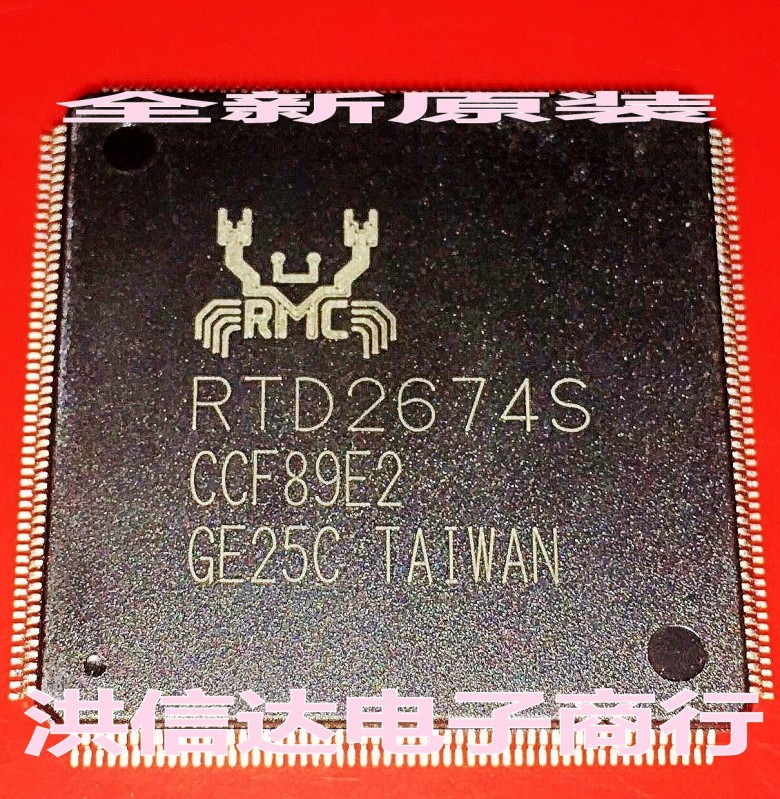 全新原装
RMC
RTD2674S
CCF89E2
GE25C TAIWAN
洪信达电子商行